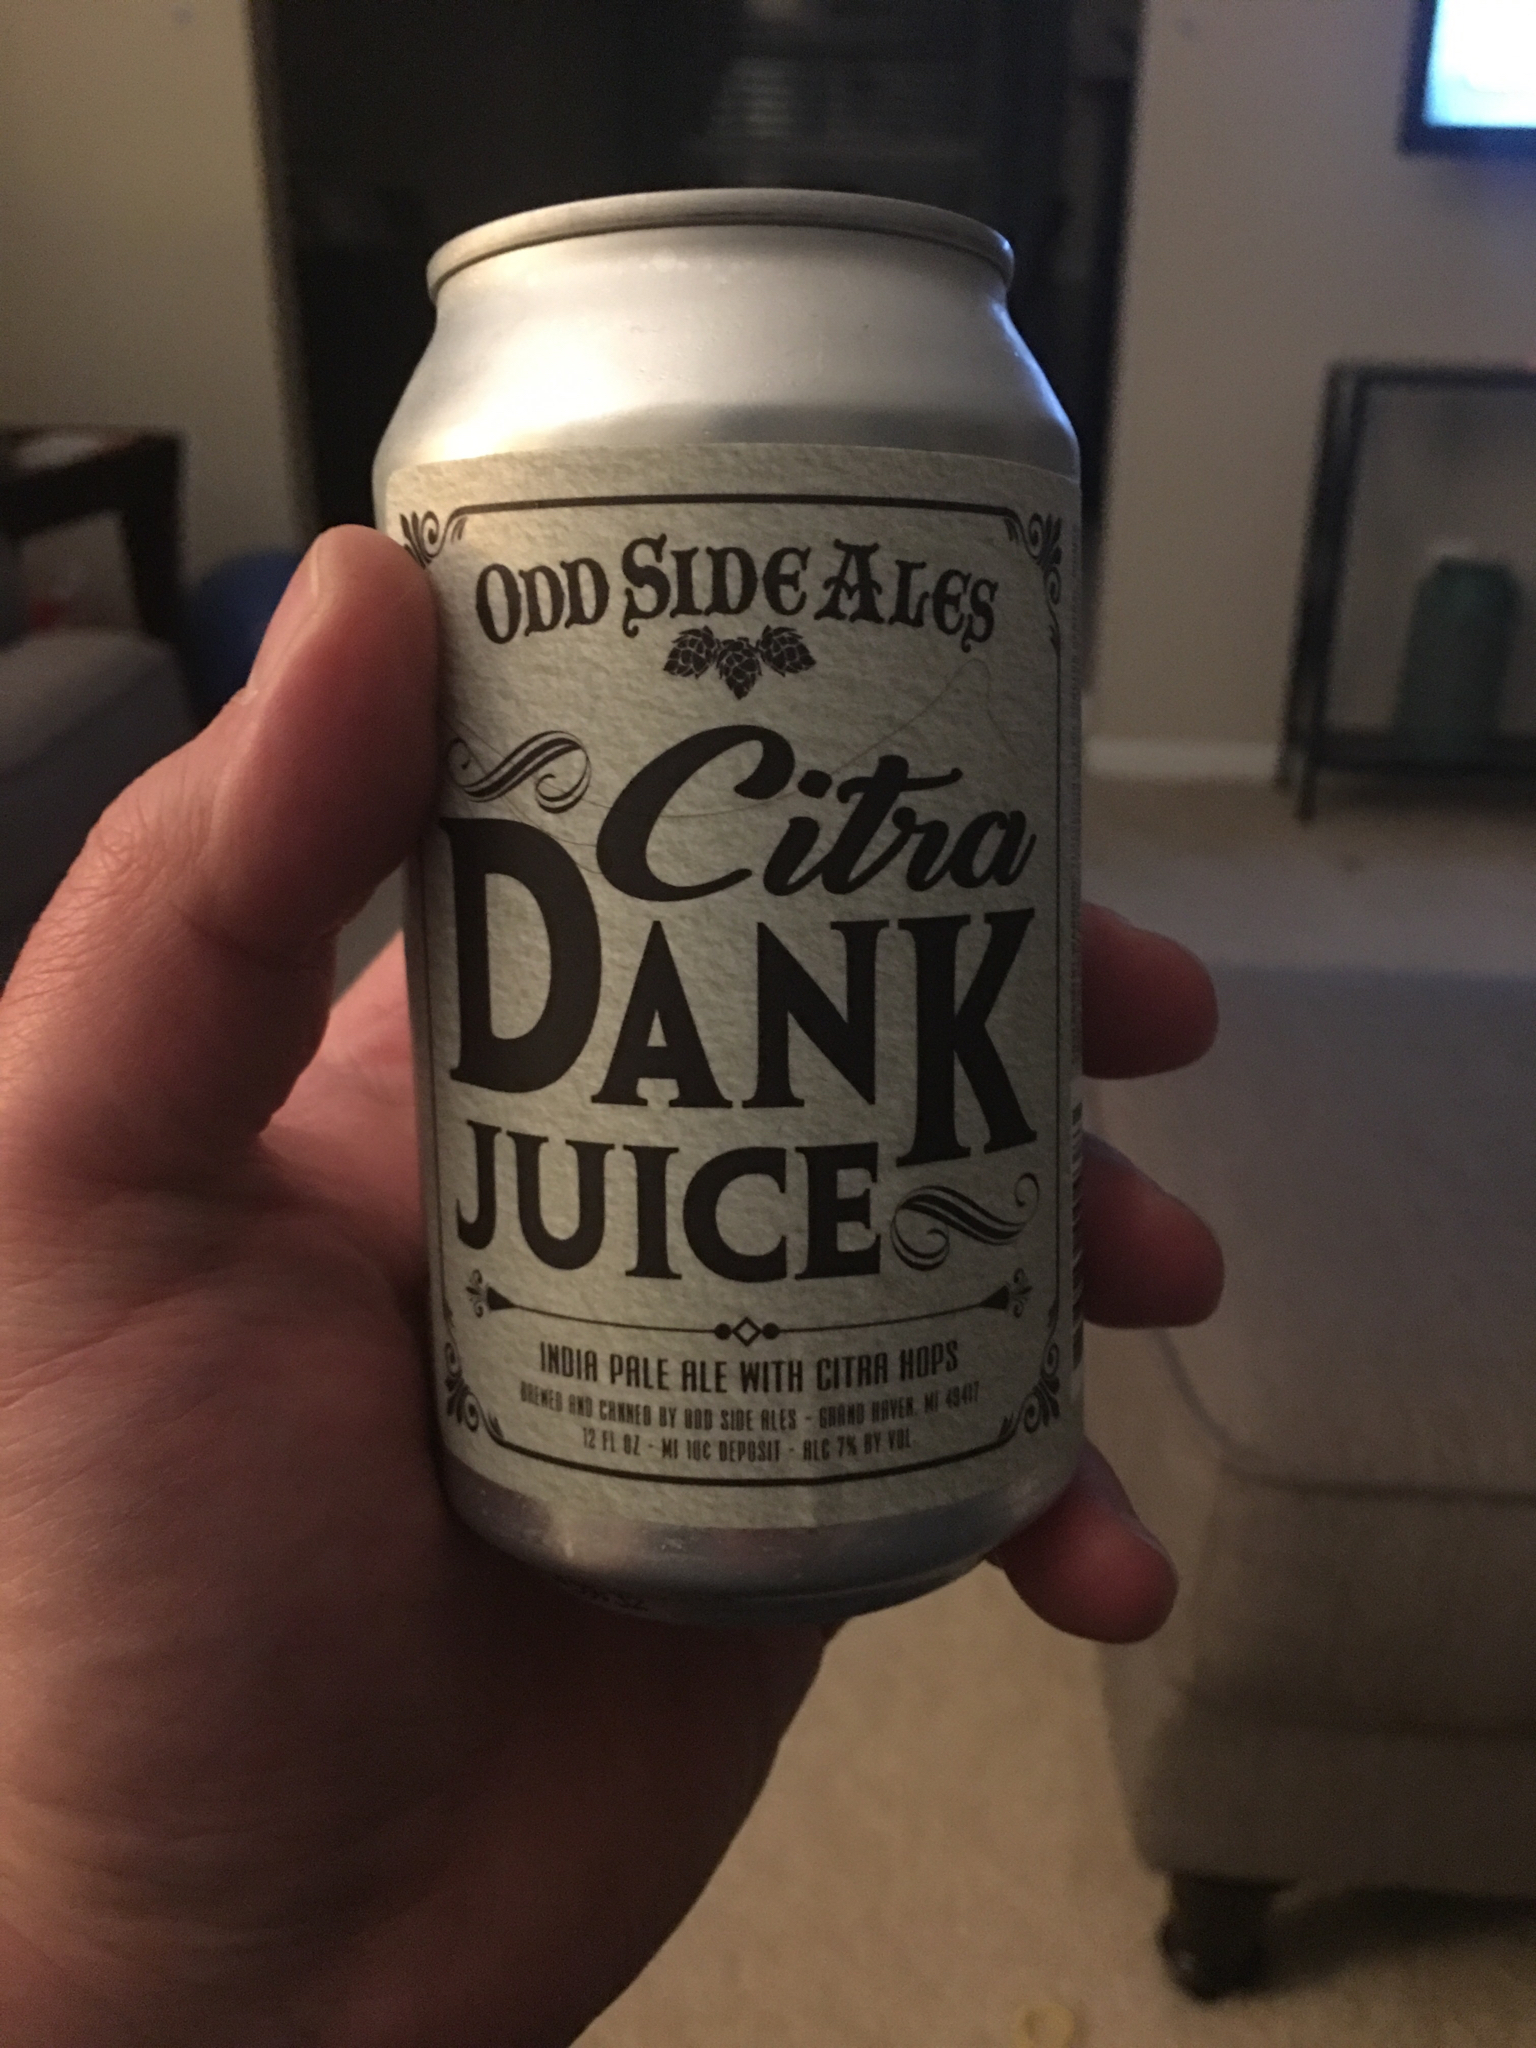 ODD SIDE ALES
Citra
DANK
JUICE
INDIA PALE ALE WITH CITRA HOPS
BREWED AND CANNED BY ODD SIDE ALES - GRAND HAVEN, MI 49417
12 FL OZ - MI 10¢ DEPOSIT - ALC 7% BY VOL